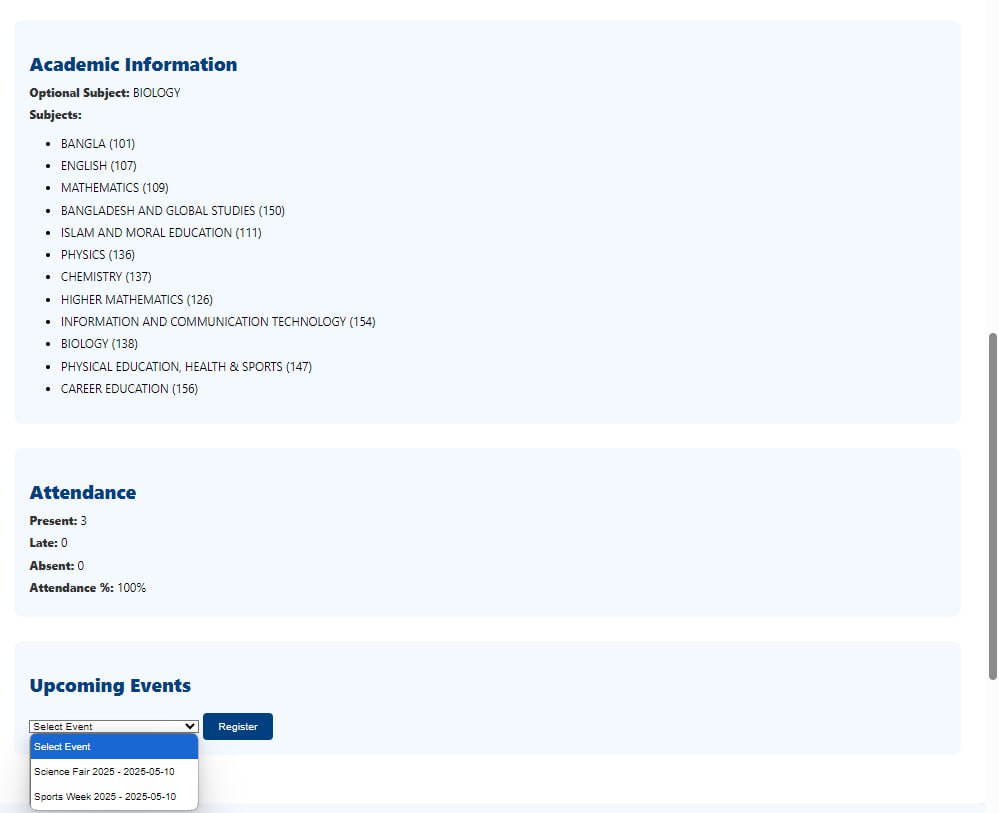 Academic Information
Optional Subject: BIOLOGY
Subjects:
BANGLA (101)
ENGLISH (107)
MATHEMATICS (109)
BANGLADESH AND GLOBAL STUDIES (150)
ISLAM AND MORAL EDUCATION (111)
PHYSICS (136)
CHEMISTRY (137)
HIGHER MATHEMATICS (126)
INFORMATION AND COMMUNICATION TECHNOLOGY (154)
BIOLOGY (138)
PHYSICAL EDUCATION, HEALTH & SPORTS (147)
CAREER EDUCATION (156)
Attendance
Present: 3
Late: 0
Absent: 0
Attendance %: 100%
Upcoming Events
Select Event Register
Select Event
Science Fair 2025 - 2025-05-10
Sports Week 2025 - 2025-05-10